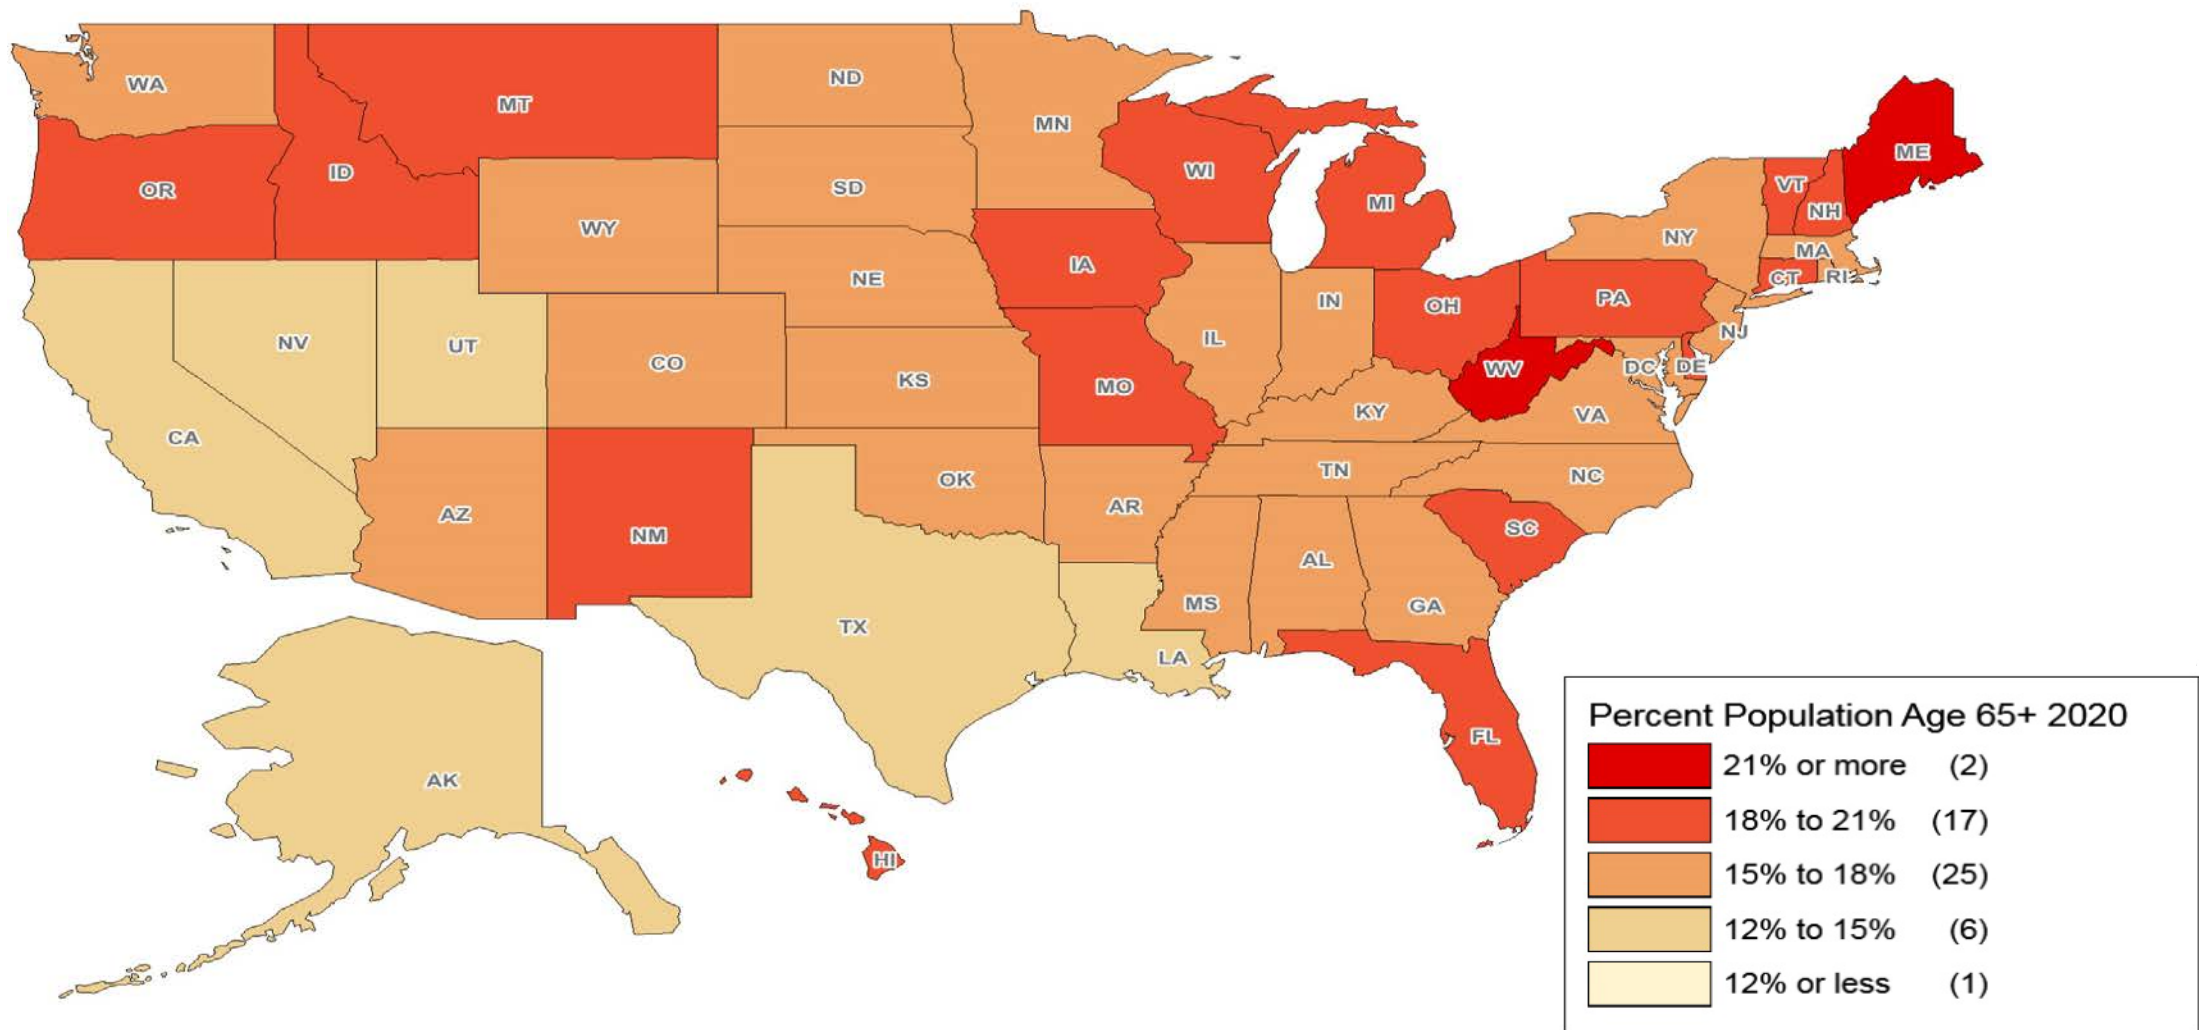 WA
MT
ND
MN
ME
OR
ID
WI
VT
SD
MI
NH
WY
NY
MA
IA
CT
RI
NE
PA
IN
OH
NJ
NV
UT
IL
CO
WV
DC
DE
KS
MO
KY
VA
CA
TN
NC
OK
AR
AZ
NM
SC
AL
MS
GA
TX
LA
FL
AK
HI
Percent Population Age 65+ 2020
21% or more (2)
18% to 21% (17)
15% to 18% (25)
12% to 15% (6)
12% or less (1)